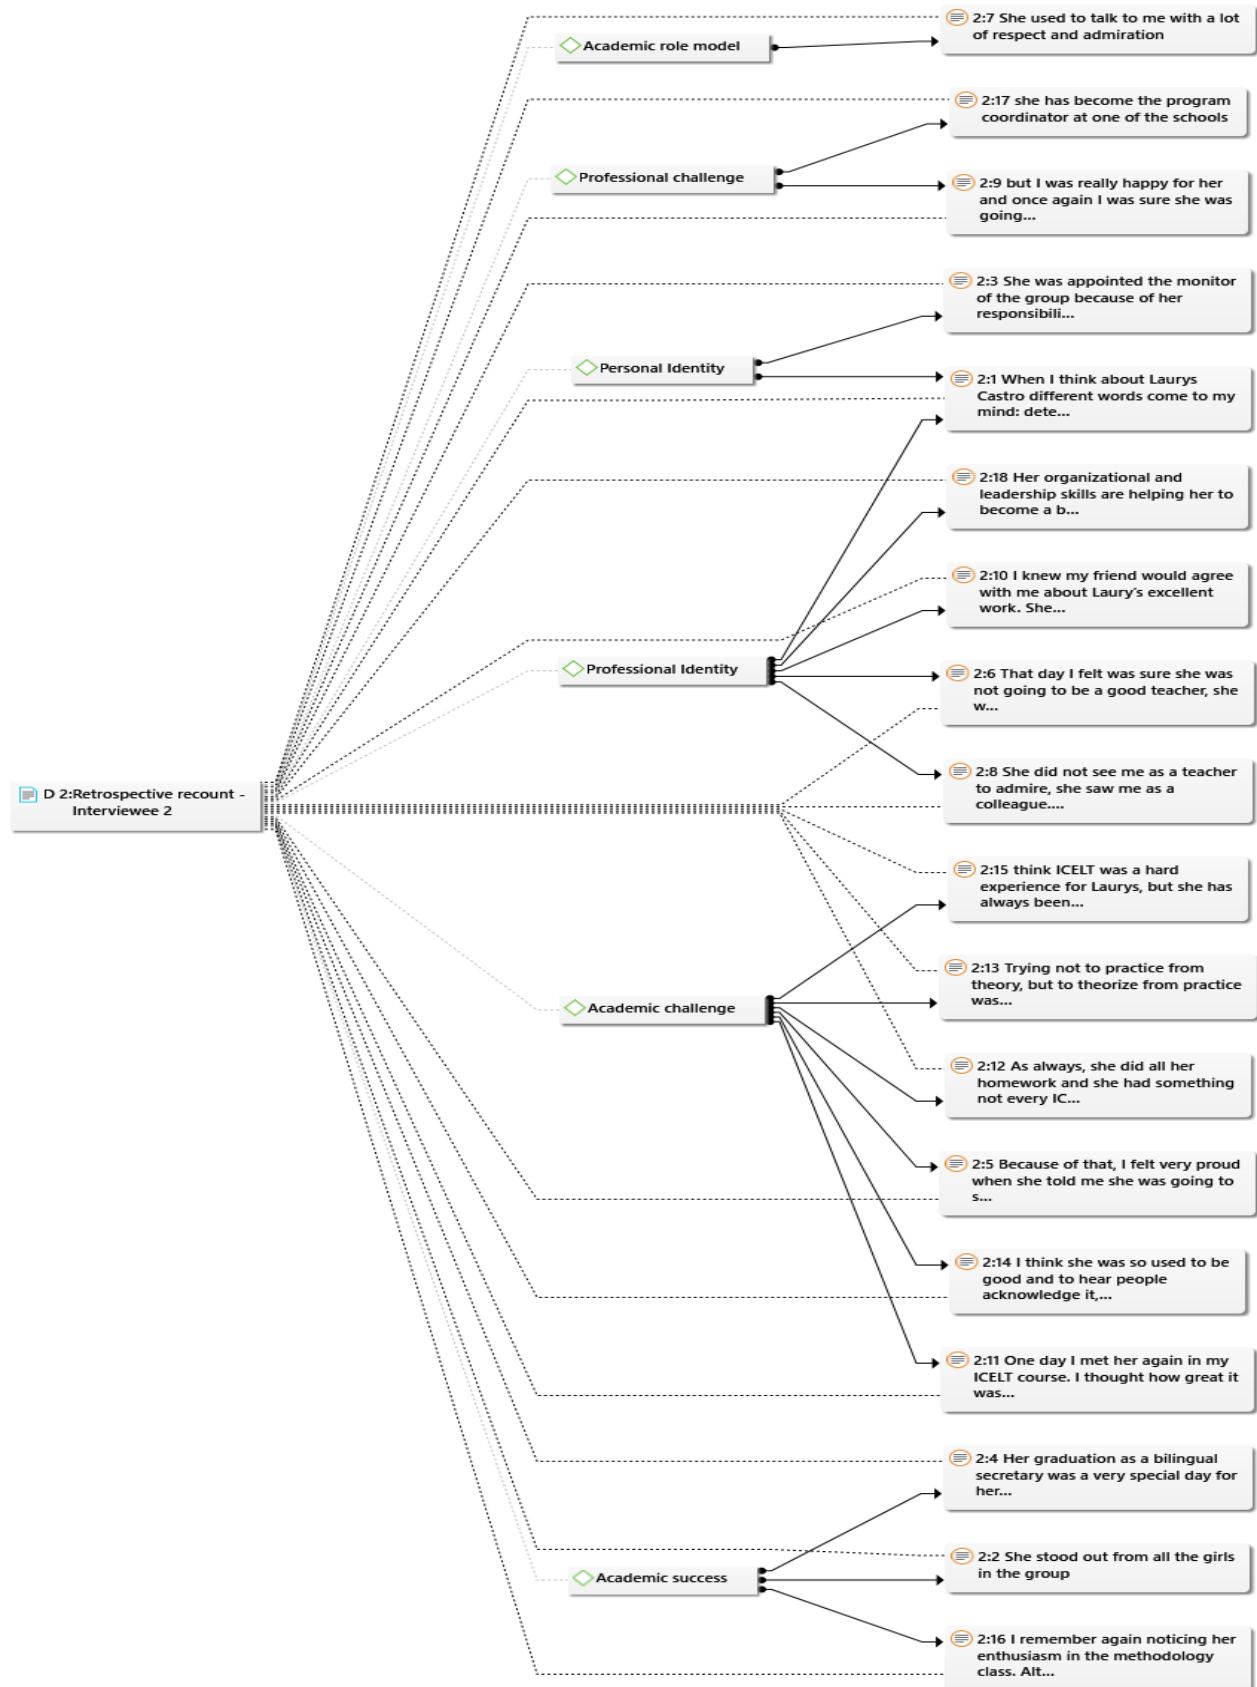 2:7 She used to talk to me with a lot
of respect and admiration
Academic role model
2:17 she has become the program
coordinator at one of the schools
Professional challenge
2:9 but I was really happy for her
and once again I was sure she was
going...
2:3 She was appointed the monitor
of the group because of her
responsibili...
Personal Identity
2:1 When I think about Laurys
Castro different words come to my
mind: dete...
2:18 Her organizational and
leadership skills are helping her to
become a b...
2:10 I knew my friend would agree
with me about Laury's excellent
work. She...
Professional Identity
2:6 That day I felt was sure she was
not going to be a good teacher, she
w...
D 2:Retrospective recount -
Interviewee 2
2:8 She did not see me as a teacher
to admire, she saw me as a
colleague....
2:15 think ICELT was a hard
experience for Laurys, but she has
always been...
2:13 Trying not to practice from
theory, but to theorize from practice
was...
Academic challenge
2:12 As always, she did all her
homework and she had something
not every IC...
2:5 Because of that, I felt very proud
when she told me she was going to
s...
2:14 I think she was so used to be
good and to hear people
acknowledge it,...
2:11 One day I met her again in my
ICELT course. I thought how great it
was...
2:4 Her graduation as a bilingual
secretary was a very special day for
her...
2:2 She stood out from all the girls
in the group
Academic success
2:16 I remember again noticing her
enthusiasm in the methodology
class. Alt...